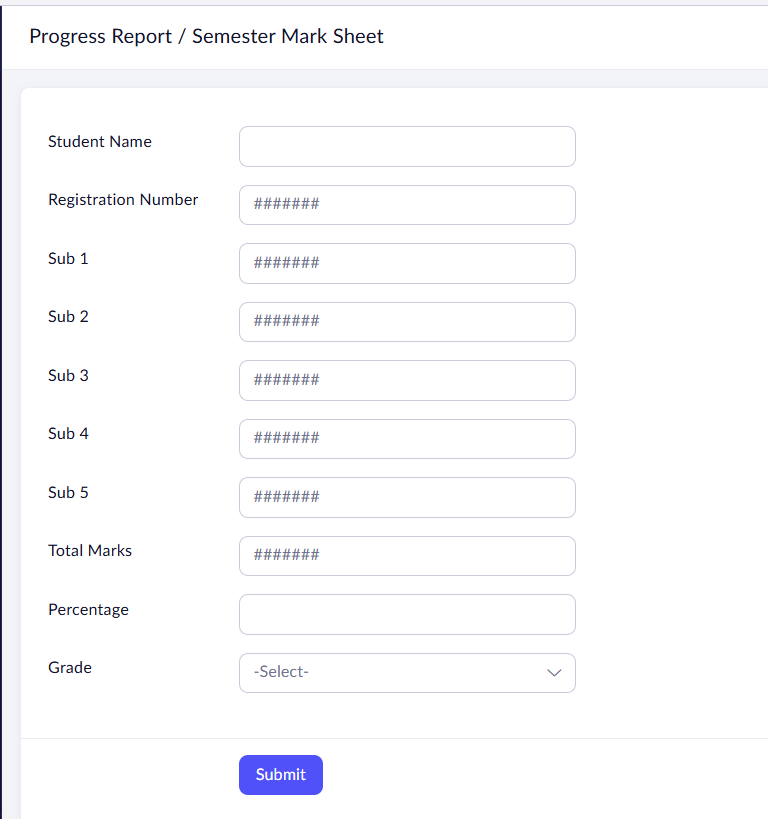 Progress Report / Semester Mark Sheet
Student Name
Registration Number #######
Sub 1 #######
Sub 2 #######
Sub 3 #######
Sub 4 #######
Sub 5 #######
Total Marks #######
Percentage
Grade -Select-
Submit